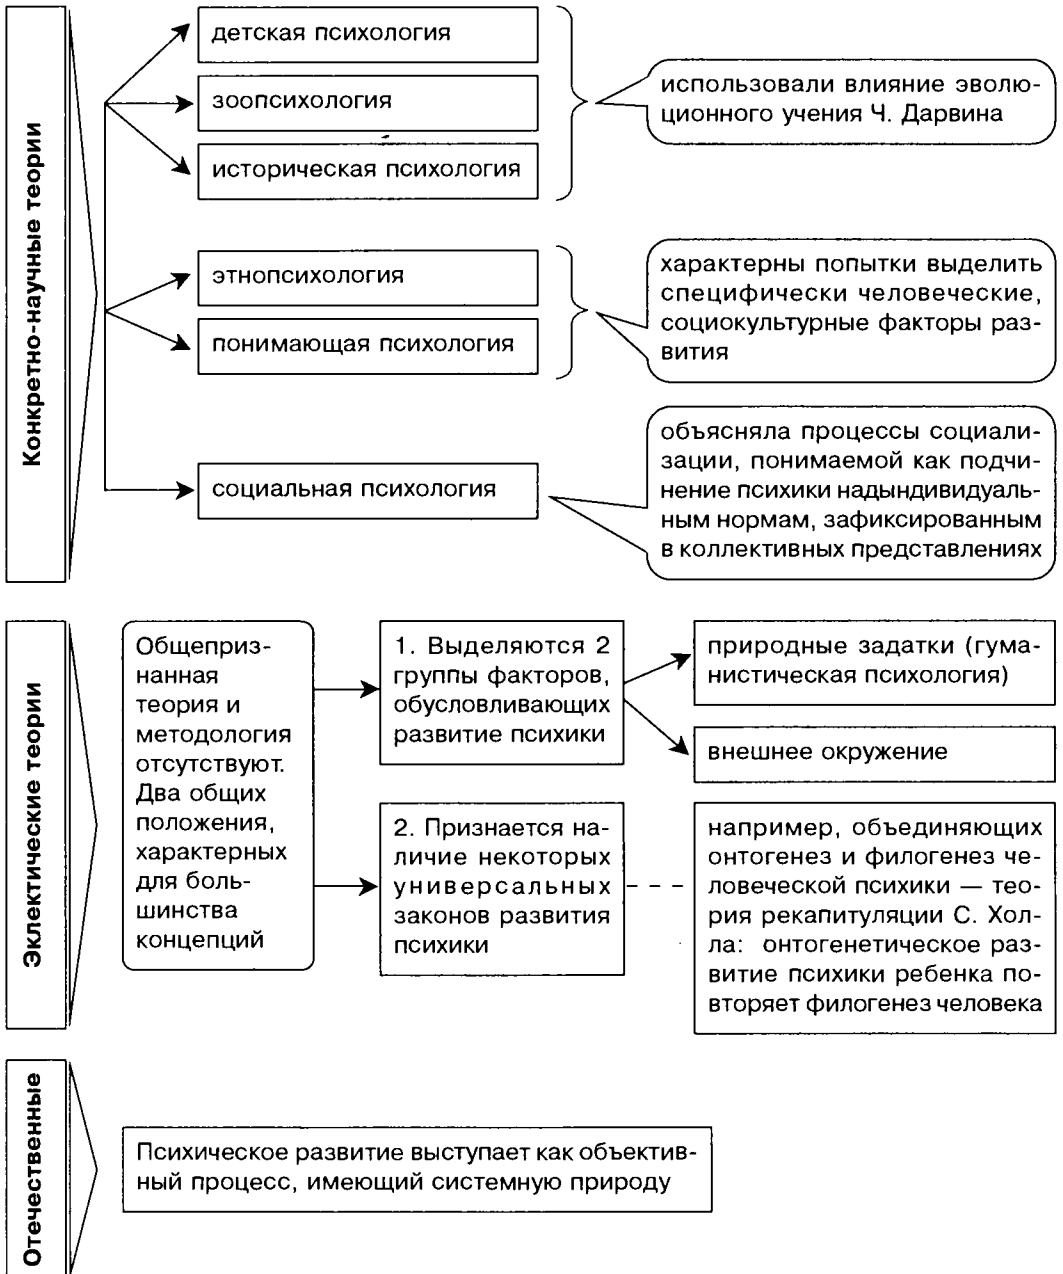 Конкретно-научные теории
детская психология
зоопсихология
историческая психология
использовали влияние эволю-
ционного учения Ч. Дарвина
этнопсихология
понимающая психология
характерны попытки выделить
специфически человеческие,
социокультурные факторы раз-
вития
социальная психология
объясняла процессы социали-
зации, понимаемой как подчи-
нение психики надындивидуаль-
ным нормам, зафиксированным
в коллективных представлениях
Эклектические теории
Общеприз-
нанная
теория и
методология
отсутствуют.
Два общих
положения,
характерных
для боль-
шинства
концепций
1. Выделяются 2
группы факторов,
обусловливающих
развитие психики
природные задатки (гума-
нистическая психология)
внешнее окружение
2. Признается на-
личие некоторых
универсальных
законов развития
психики
например, объединяющих
онтогенез и филогенез че-
ловеческой психики — тео-
рия рекапитуляции С. Хол-
ла: онтогенетическое раз-
витие психики ребенка по-
вторяет филогенез человека
Отечественные
Психическое развитие выступает как объектив-
ный процесс, имеющий системную природу